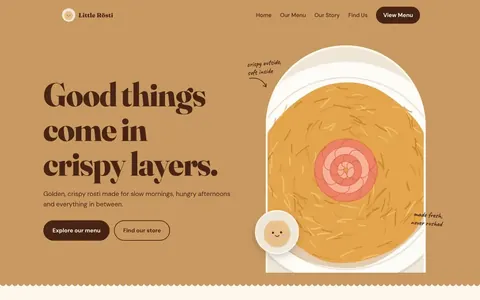 Little Rösti
Home
Our Menu
Our Story
Find Us
View Menu
Good things
come in
crispy layers.
Golden, crispy rosti made for slow mornings, hungry afternoons
and everything in between.
Explore our menu
Find our store
crispy outside,
soft inside
made fresh,
never rushed